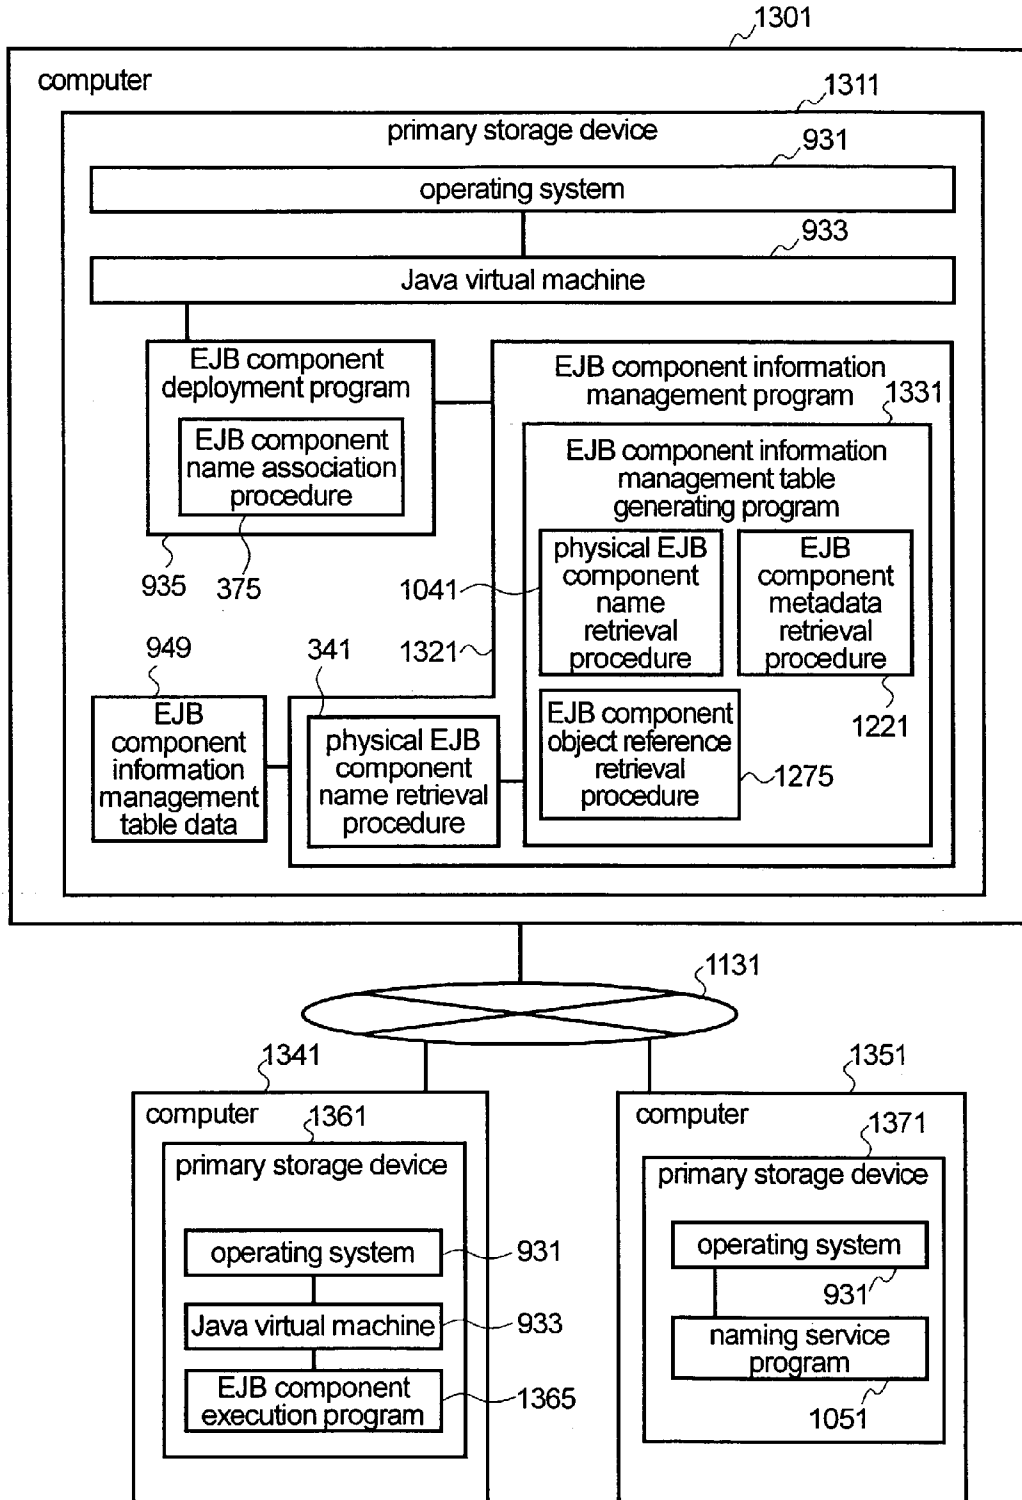 1301
computer
1311
primary storage device
931
operating system
933
Java virtual machine
EJB component
deployment program
EJB component
name association
procedure
935
375
EJB component information
management program
1331
EJB component information
management table
generating program
physical EJB
component
name
retrieval
procedure
EJB
component
metadata
retrieval
procedure
1041
1321
1221
949
EJB
component
information
management
table data
341
physical EJB
component
name retrieval
procedure
EJB component
object reference
retrieval
procedure
1275
1131
1341
computer
1361
primary storage device
operating system
931
Java virtual machine
933
EJB component
execution program
1365
1351
computer
1371
primary storage device
operating system
931
naming service
program
1051